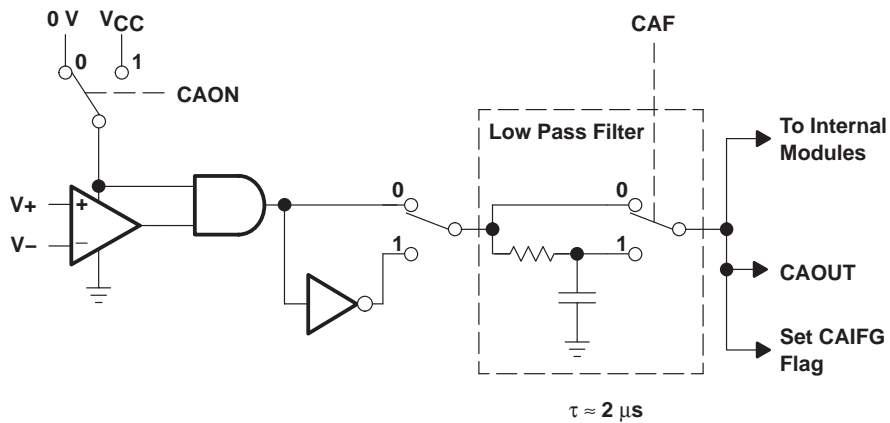 0 V
VCC
0
1
CAON
CAF
Low Pass Filter
To Internal
Modules
V+
+
V–
–
0
1
0
1
CAOUT
Set CAIFG
Flag
τ ≈ 2 μs